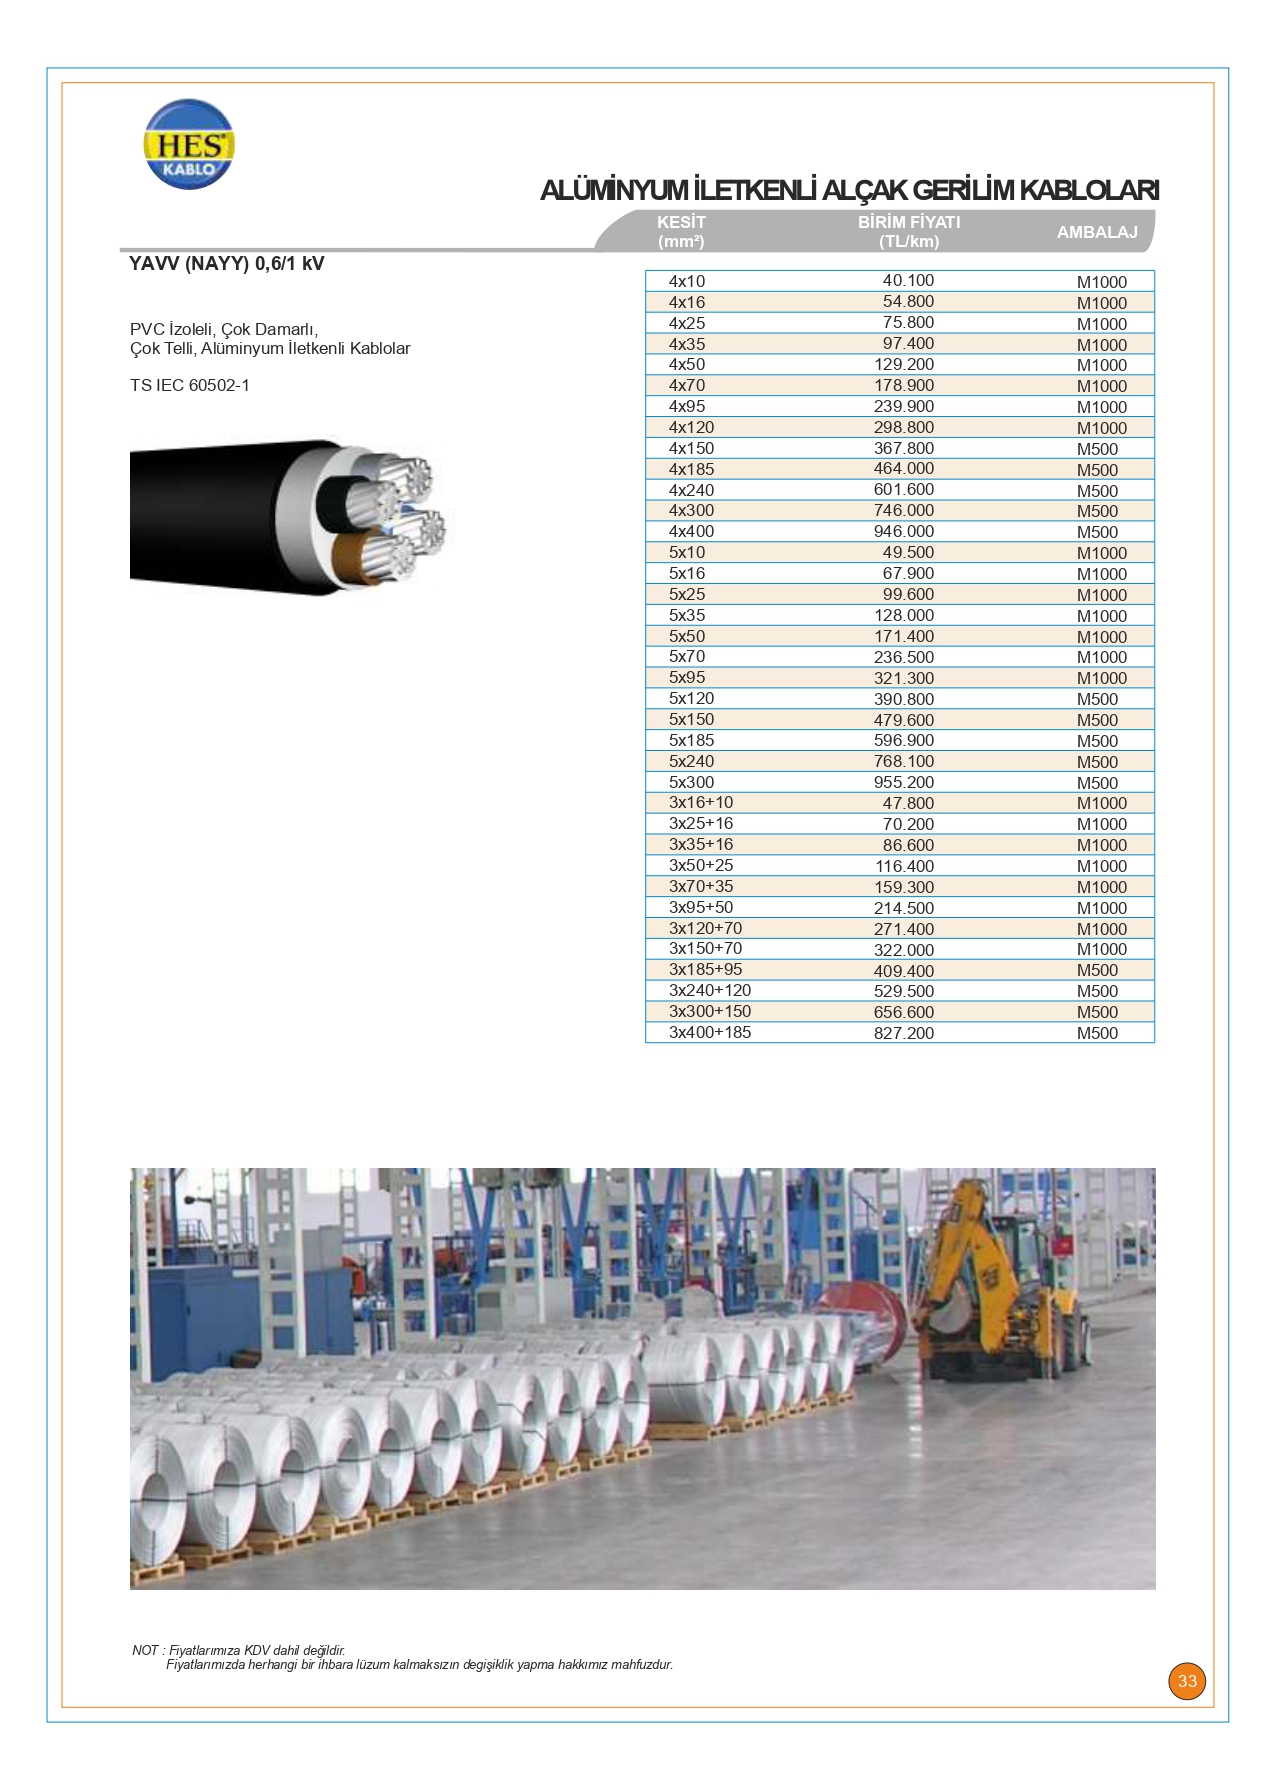 HES®
KABLO
ALÜMİNYUM İLETKENLİ ALÇAK GERİLİM KABLOLARI
KESİT BİRİM FİYATI AMBALAJ
(mm²) (TL/km)
YAVV (NAYY) 0,6/1 kV
PVC İzoleli, Çok Damarlı,
Çok Telli, Alüminyum İletkenli Kablolar
TS IEC 60502-1
4x10 40.100 M1000
4x16 54.800 M1000
4x25 75.800 M1000
4x35 97.400 M1000
4x50 129.200 M1000
4x70 178.900 M1000
4x95 239.900 M1000
4x120 298.800 M1000
4x150 367.800 M500
4x185 464.000 M500
4x240 601.600 M500
4x300 746.000 M500
4x400 946.000 M500
5x10 49.500 M1000
5x16 67.900 M1000
5x25 99.600 M1000
5x35 128.000 M1000
5x50 171.400 M1000
5x70 236.500 M1000
5x95 321.300 M1000
5x120 390.800 M500
5x150 479.600 M500
5x185 596.900 M500
5x240 768.100 M500
5x300 955.200 M500
3x16+10 47.800 M1000
3x25+16 70.200 M1000
3x35+16 86.600 M1000
3x50+25 116.400 M1000
3x70+35 159.300 M1000
3x95+50 214.500 M1000
3x120+70 271.400 M1000
3x150+70 322.000 M1000
3x185+95 409.400 M500
3x240+120 529.500 M500
3x300+150 656.600 M500
3x400+185 827.200 M500
NOT : Fiyatlarımıza KDV dahil değildir.
Fiyatlarımızda herhangi bir ihbara lüzum kalmaksızın degişiklik yapma hakkımız mahfuzdur.
33